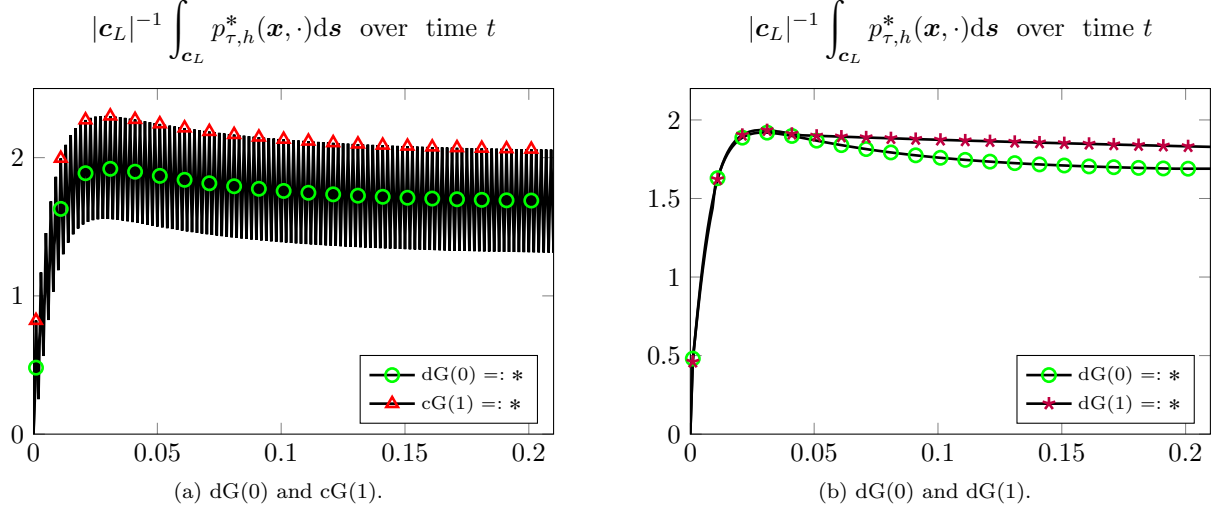 |𝒄_L|⁻¹ ∫_{𝒄_L} p*_{τ,h}(𝒙, ·)d𝒔 over time t
2
1
0
0 0.05 0.1 0.15 0.2
dG(0) =: *
cG(1) =: *
(a) dG(0) and cG(1).
|𝒄_L|⁻¹ ∫_{𝒄_L} p*_{τ,h}(𝒙, ·)d𝒔 over time t
2
1.5
1
0.5
0
0 0.05 0.1 0.15 0.2
dG(0) =: *
dG(1) =: *
(b) dG(0) and dG(1).